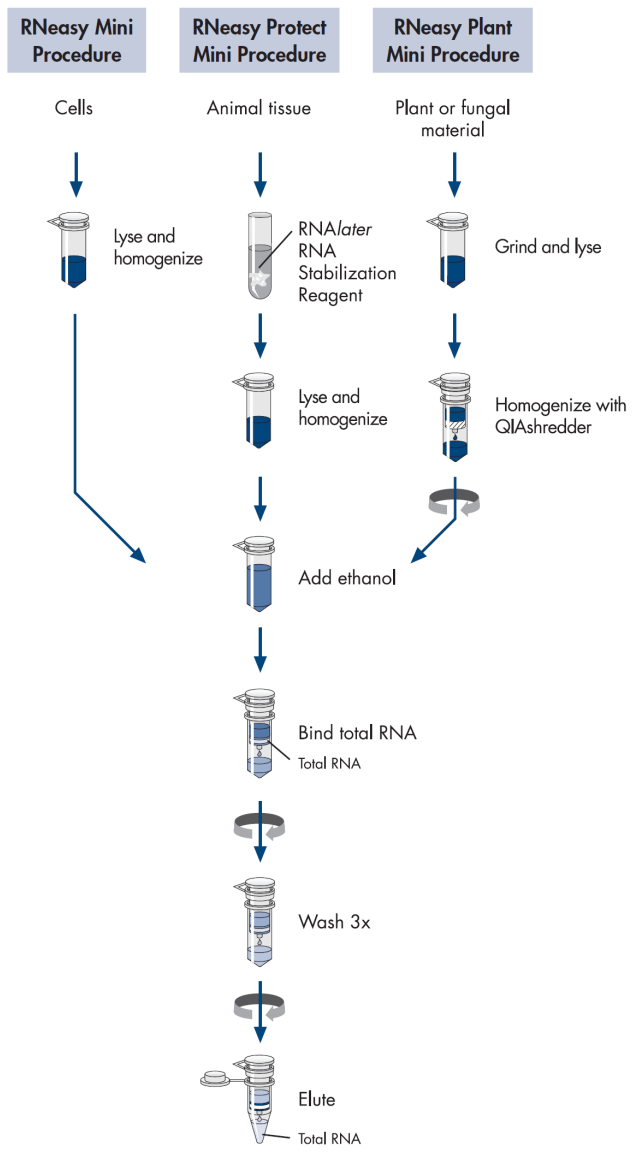 RNeasy Mini
Procedure
RNeasy Protect
Mini Procedure
RNeasy Plant
Mini Procedure
Cells
Animal tissue
Plant or fungal
material
Lyse and
homogenize
RNAlater
RNA
Stabilization
Reagent
Grind and lyse
Lyse and
homogenize
Homogenize with
QIAshredder
Add ethanol
Bind total RNA
Total RNA
Wash 3x
Elute
Total RNA